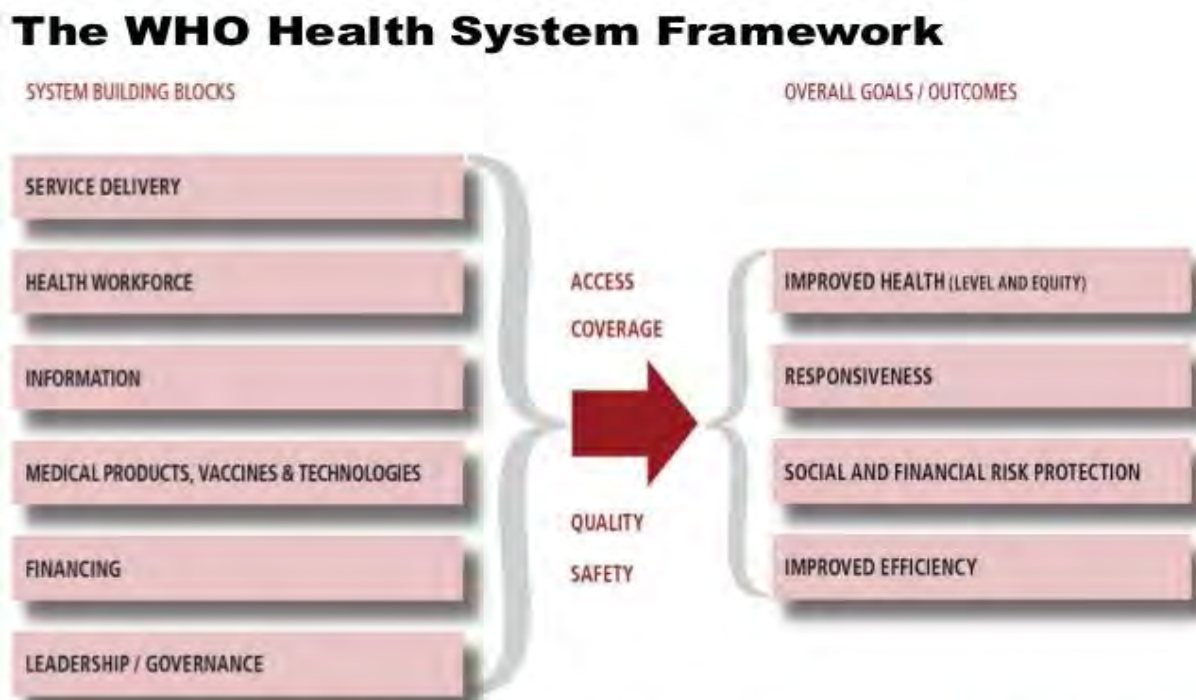 The WHO Health System Framework
SYSTEM BUILDING BLOCKS
OVERALL GOALS / OUTCOMES
SERVICE DELIVERY
HEALTH WORKFORCE
INFORMATION
MEDICAL PRODUCTS, VACCINES & TECHNOLOGIES
FINANCING
LEADERSHIP / GOVERNANCE
ACCESS
COVERAGE
QUALITY
SAFETY
IMPROVED HEALTH (LEVEL AND EQUITY)
RESPONSIVENESS
SOCIAL AND FINANCIAL RISK PROTECTION
IMPROVED EFFICIENCY